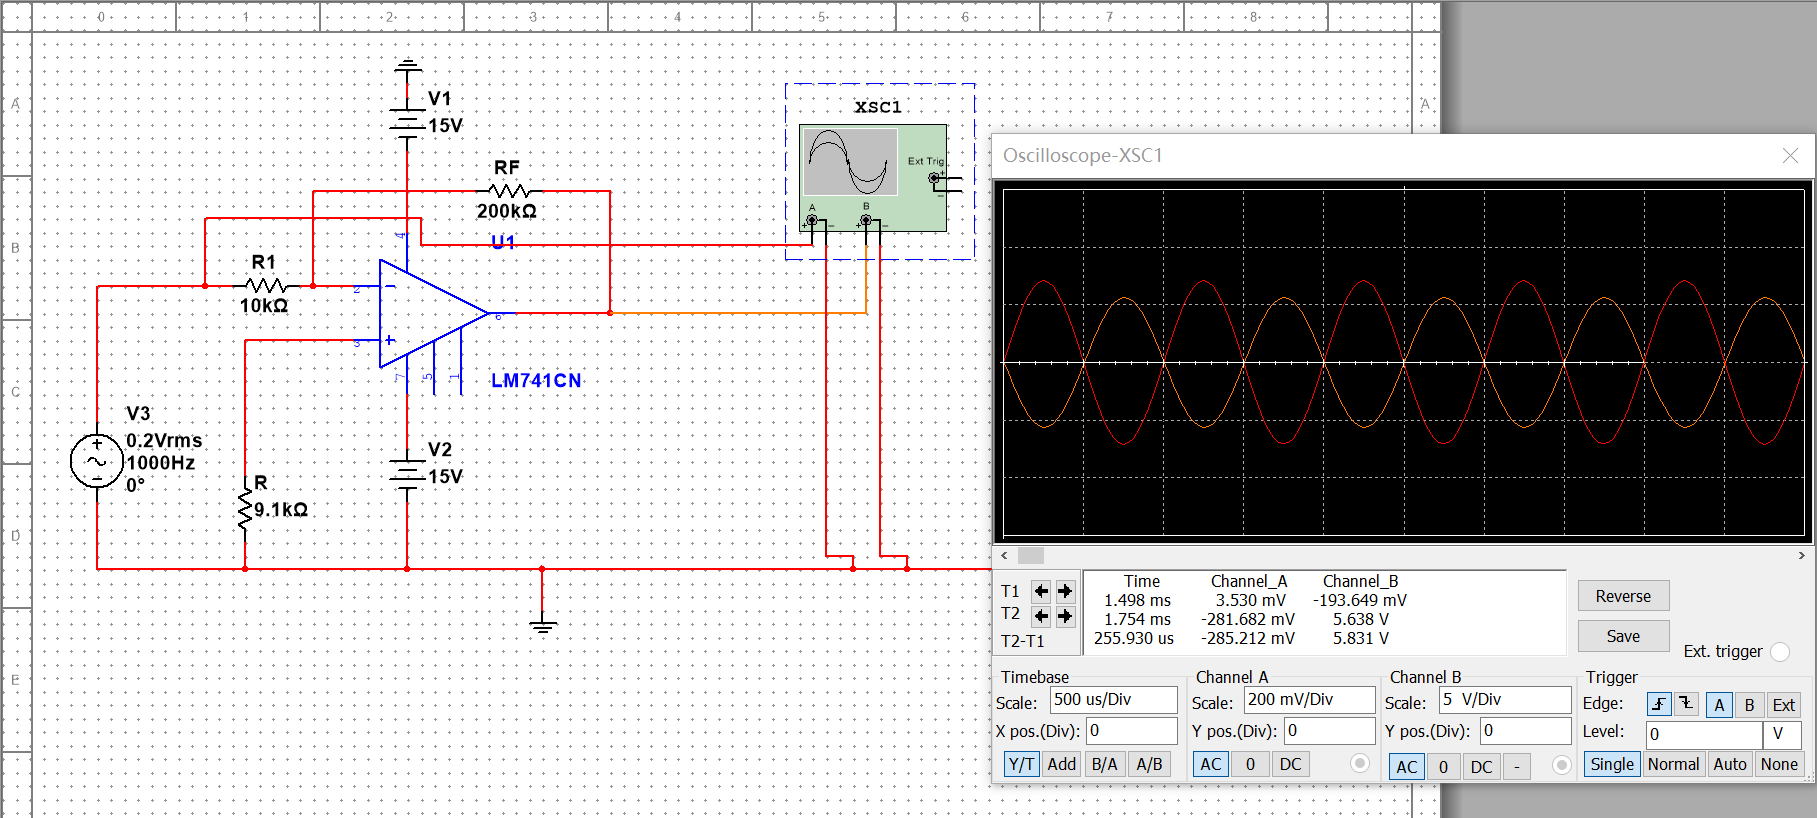 0 1 2 3 4 5 6 7 8
A
B
C
D
E
A
V1
15V
RF
200kΩ
XSC1
Ext Trig
+
–
A
B
+ – + –
4
U1
R1
10kΩ
2
–
6
3
+
7 5 1
LM741CN
V3
0.2Vrms
1000Hz
0°
+
–
V2
15V
R
9.1kΩ
Oscilloscope-XSC1
Time Channel_A Channel_B
T1 1.498 ms 3.530 mV -193.649 mV
T2 1.754 ms -281.682 mV 5.638 V
T2-T1 255.930 us -285.212 mV 5.831 V
Reverse
Save
Ext. trigger
Timebase
Scale: 500 us/Div
X pos.(Div): 0
Y/T Add B/A A/B
Channel A
Scale: 200 mV/Div
Y pos.(Div): 0
AC 0 DC
Channel B
Scale: 5 V/Div
Y pos.(Div): 0
AC 0 DC -
Trigger
Edge: A B Ext
Level: 0 V
Single Normal Auto None